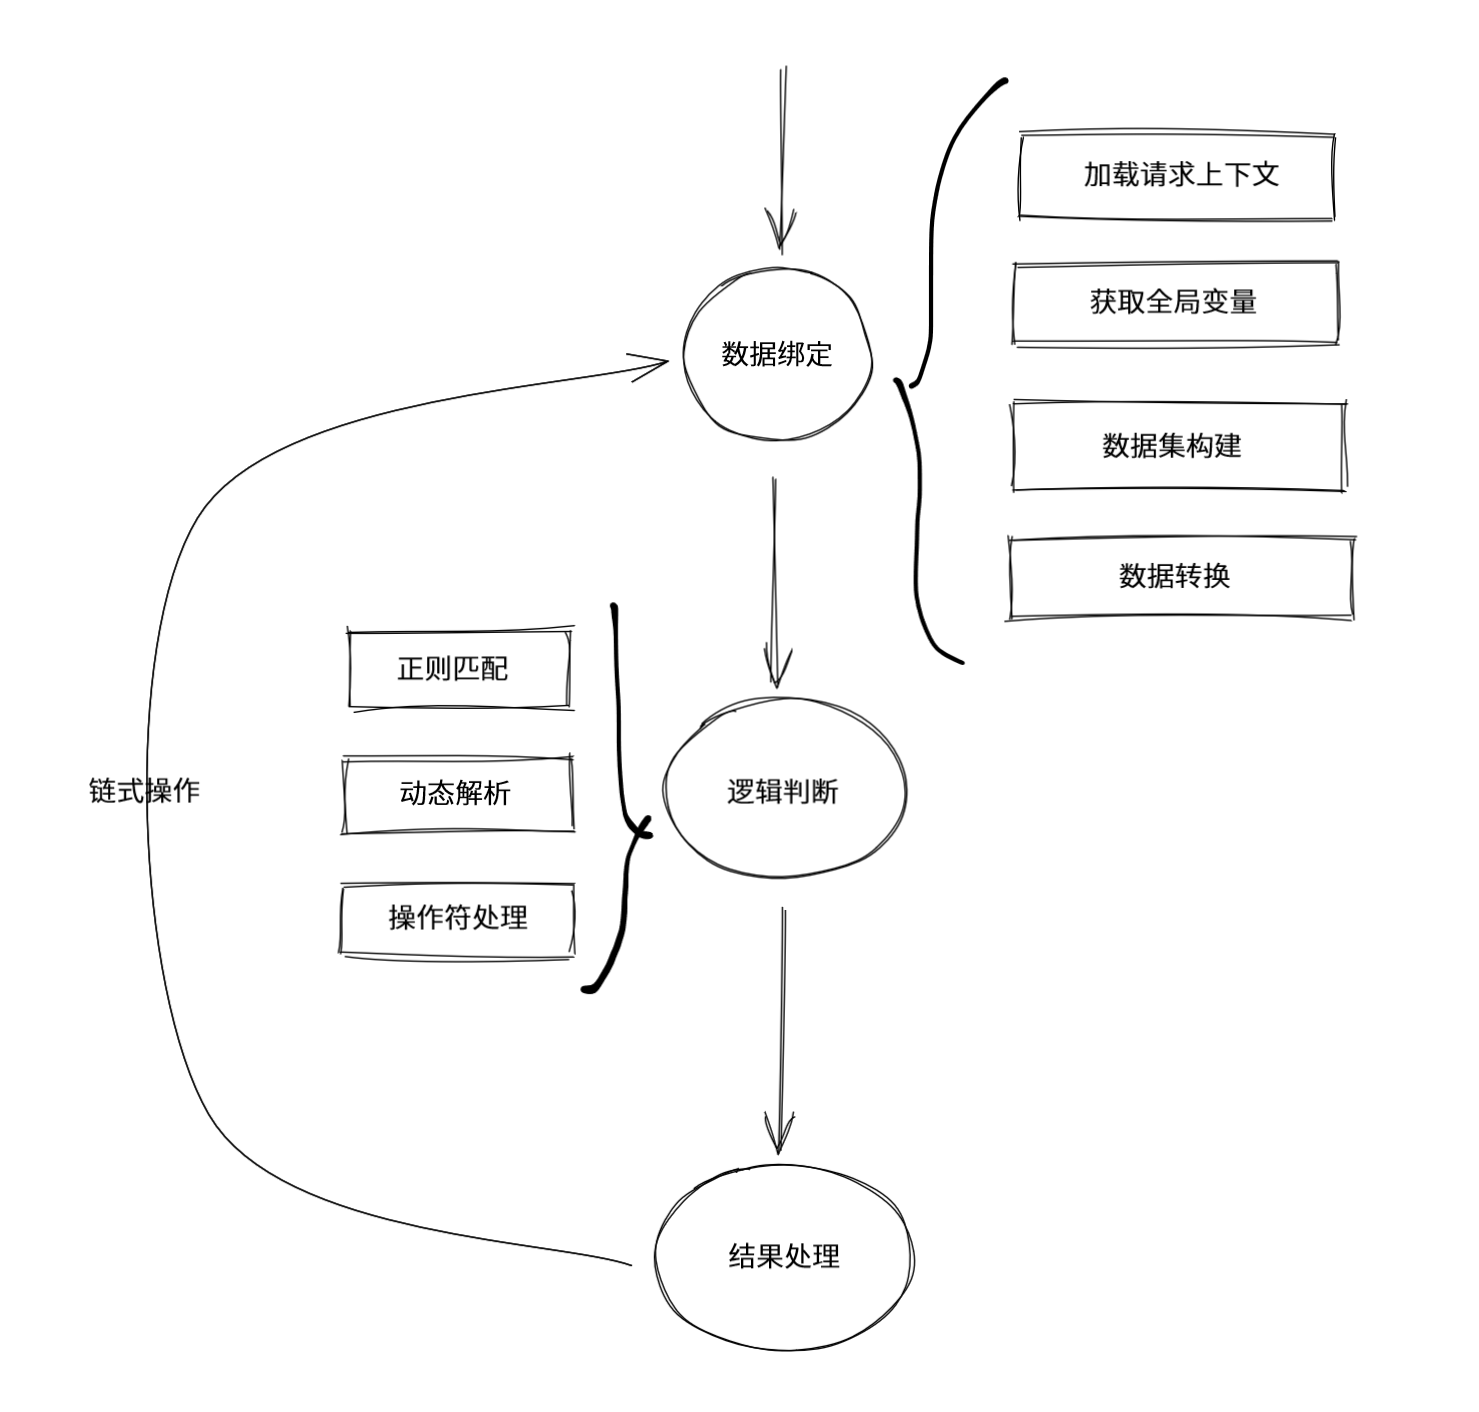 加载请求上下文
获取全局变量
数据绑定
数据集构建
数据转换
正则匹配
链式操作
动态解析
逻辑判断
操作符处理
结果处理